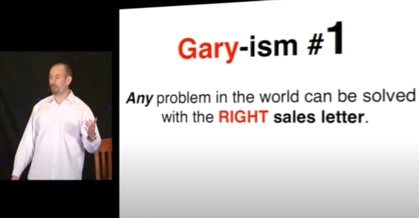 Gary-ism #1
Any problem in the world can be solved
with the RIGHT sales letter.